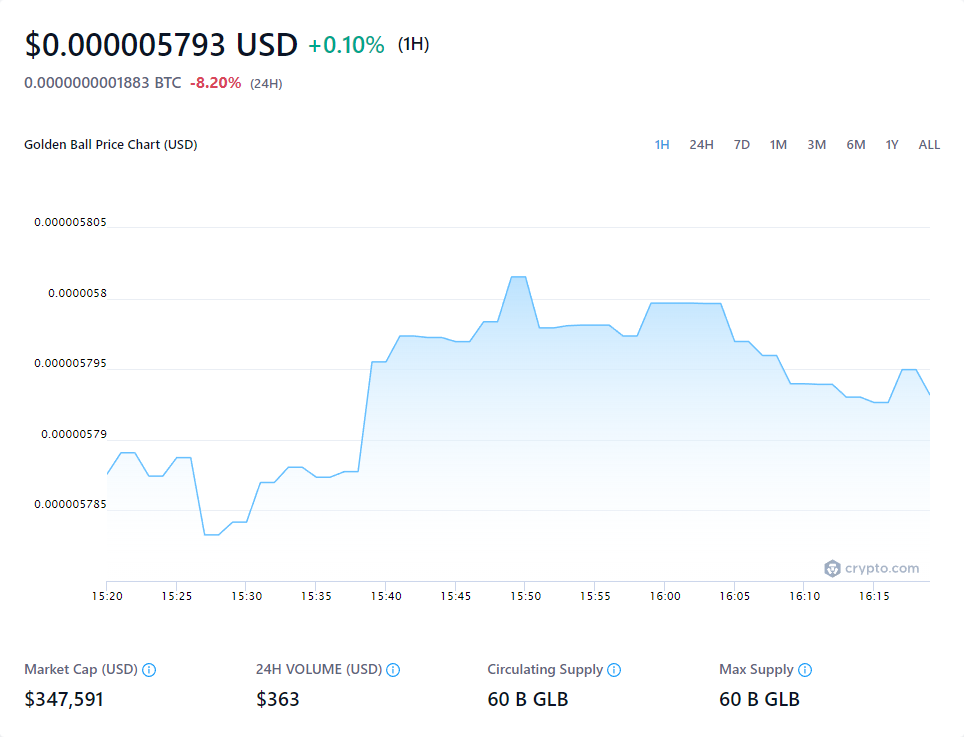 $0.000005793 USD +0.10% (1H)
0.0000000001883 BTC -8.20% (24H)
Golden Ball Price Chart (USD) 1H 24H 7D 1M 3M 6M 1Y ALL
0.000005805
0.0000058
0.000005795
0.00000579
0.000005785
crypto.com
15:20 15:25 15:30 15:35 15:40 15:45 15:50 15:55 16:00 16:05 16:10 16:15
Market Cap (USD) 24H VOLUME (USD) Circulating Supply Max Supply
$347,591 $363 60 B GLB 60 B GLB